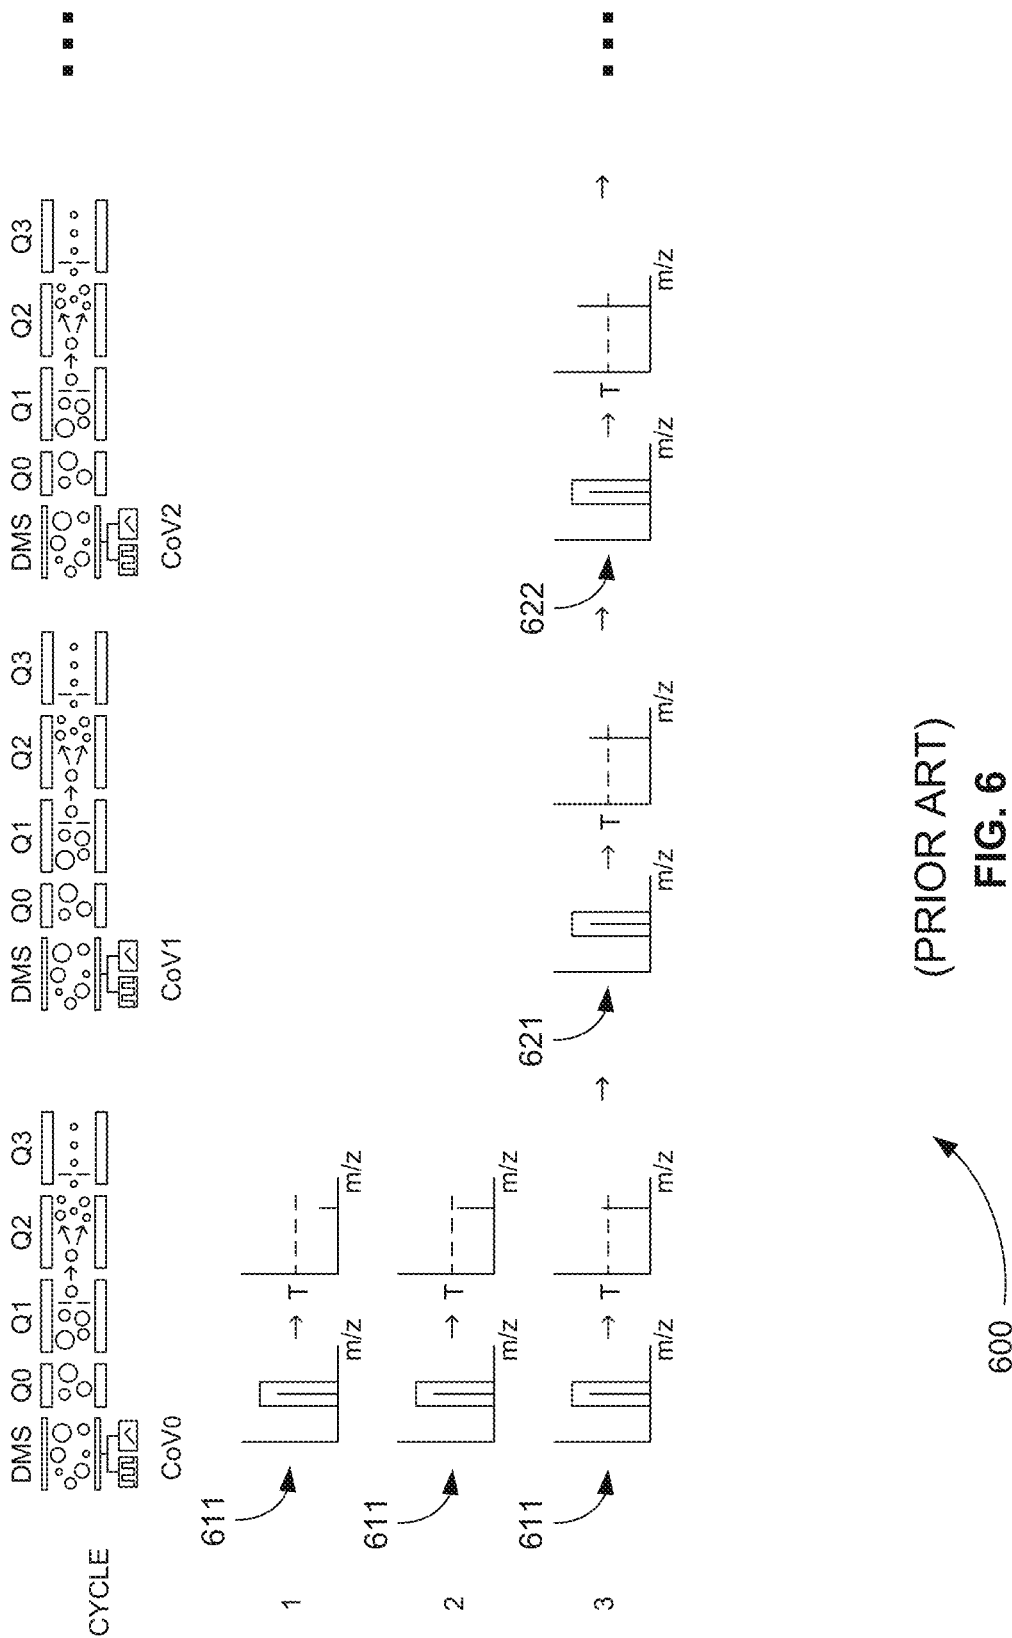 DMS Q0 Q1 Q2 Q3 DMS Q0 Q1 Q2 Q3 DMS Q0 Q1 Q2 Q3
CYCLE
CoV0 CoV1 CoV2
611
1
T
m/z m/z
611
2
T
m/z m/z
611 621 622
3
T T T
m/z m/z m/z m/z m/z m/z
600
(PRIOR ART)
FIG. 6